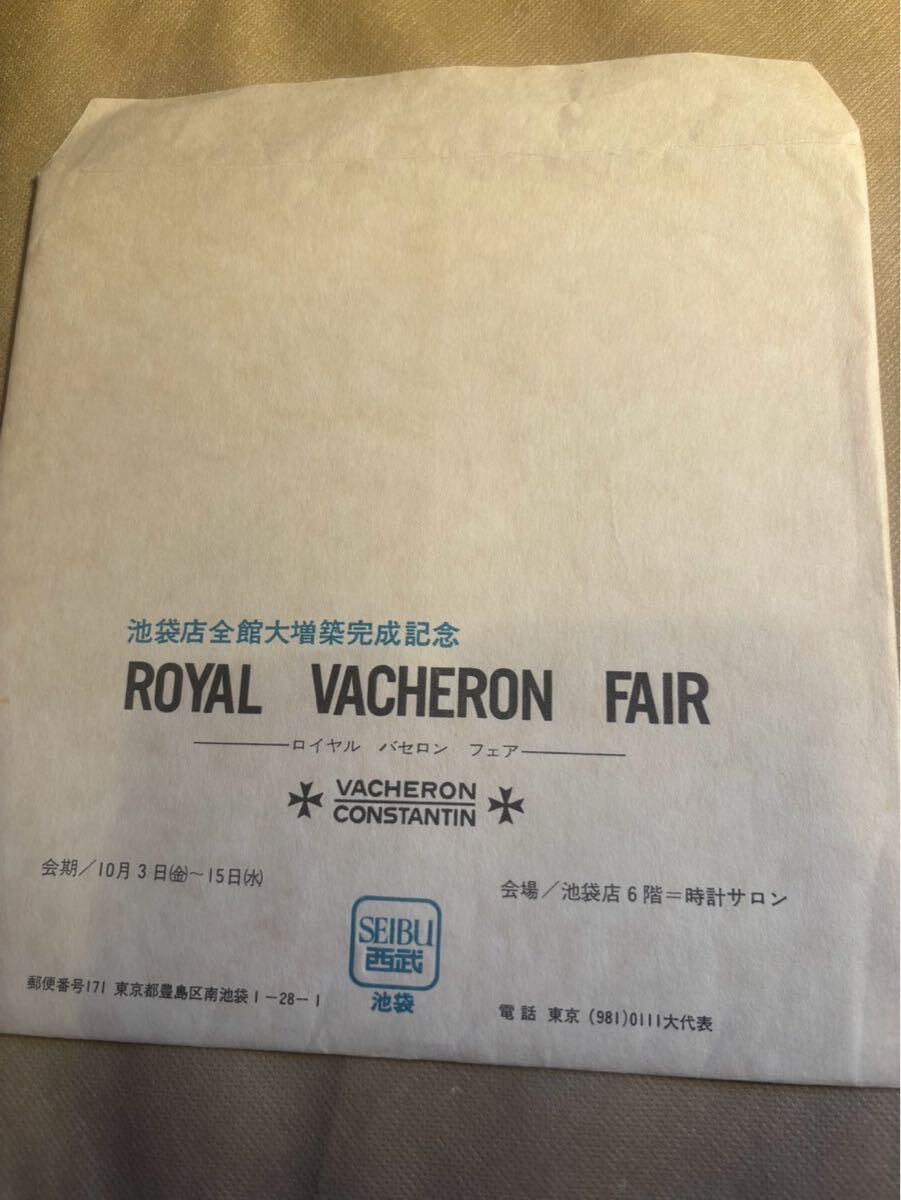 池袋店全館大増築完成記念
ROYAL VACHERON FAIR
ロイヤル バセロン フェア
VACHERON
CONSTANTIN
会期/10月3日㈮~15日㈬
会場/池袋店6階=時計サロン
SEIBU
西武
池袋
郵便番号171 東京都豊島区南池袋1-28-1
電話 東京(981)0111大代表